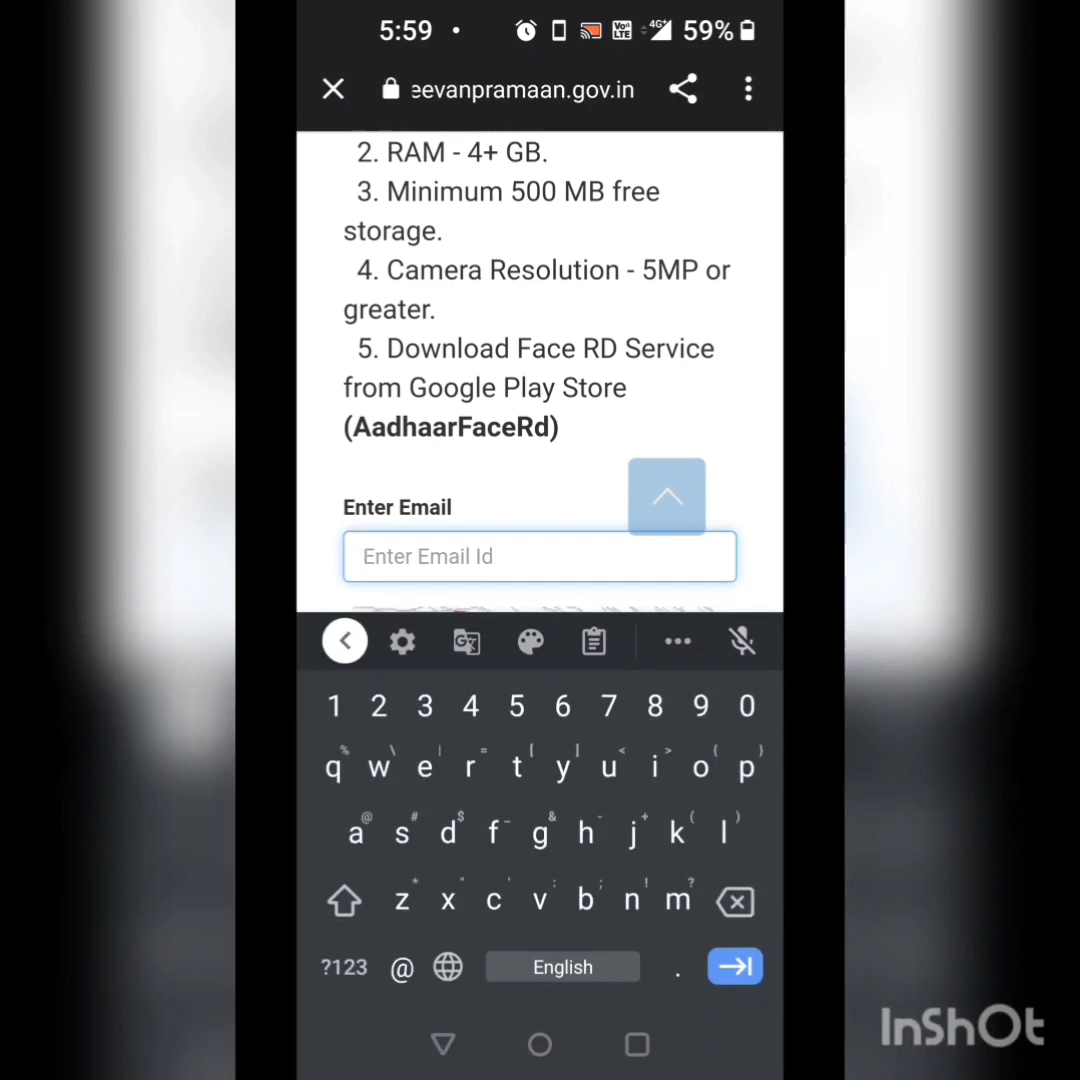 5:59
4G+
59%
eevanpramaan.gov.in
2. RAM - 4+ GB.
3. Minimum 500 MB free
storage.
4. Camera Resolution - 5MP or
greater.
5. Download Face RD Service
from Google Play Store
(AadhaarFaceRd)
Enter Email
Enter Email Id
1 2 3 4 5 6 7 8 9 0
q w e r t y u i o p
a s d f g h j k l
z x c v b n m
?123 @ English .
InShOt